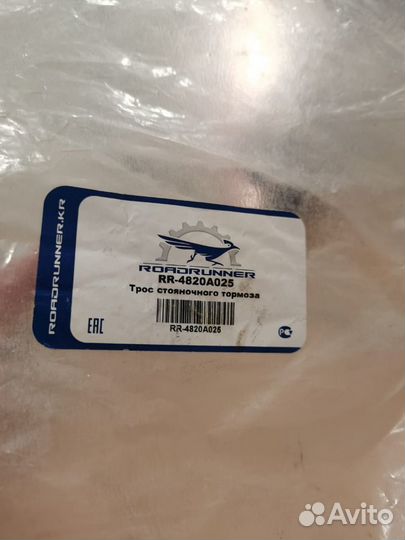 ROADRUNNER.KR
ROADRUNNER
RR-4820A025
Трос стояночного тормоза
RR-4820A025
EAC
Avito